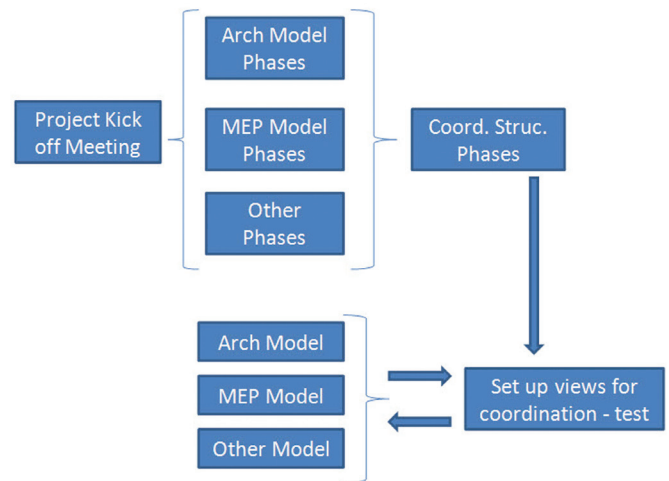 Project Kick
off Meeting
Arch Model
Phases
MEP Model
Phases
Other
Phases
Coord. Struc.
Phases
Arch Model
MEP Model
Other Model
Set up views for
coordination - test